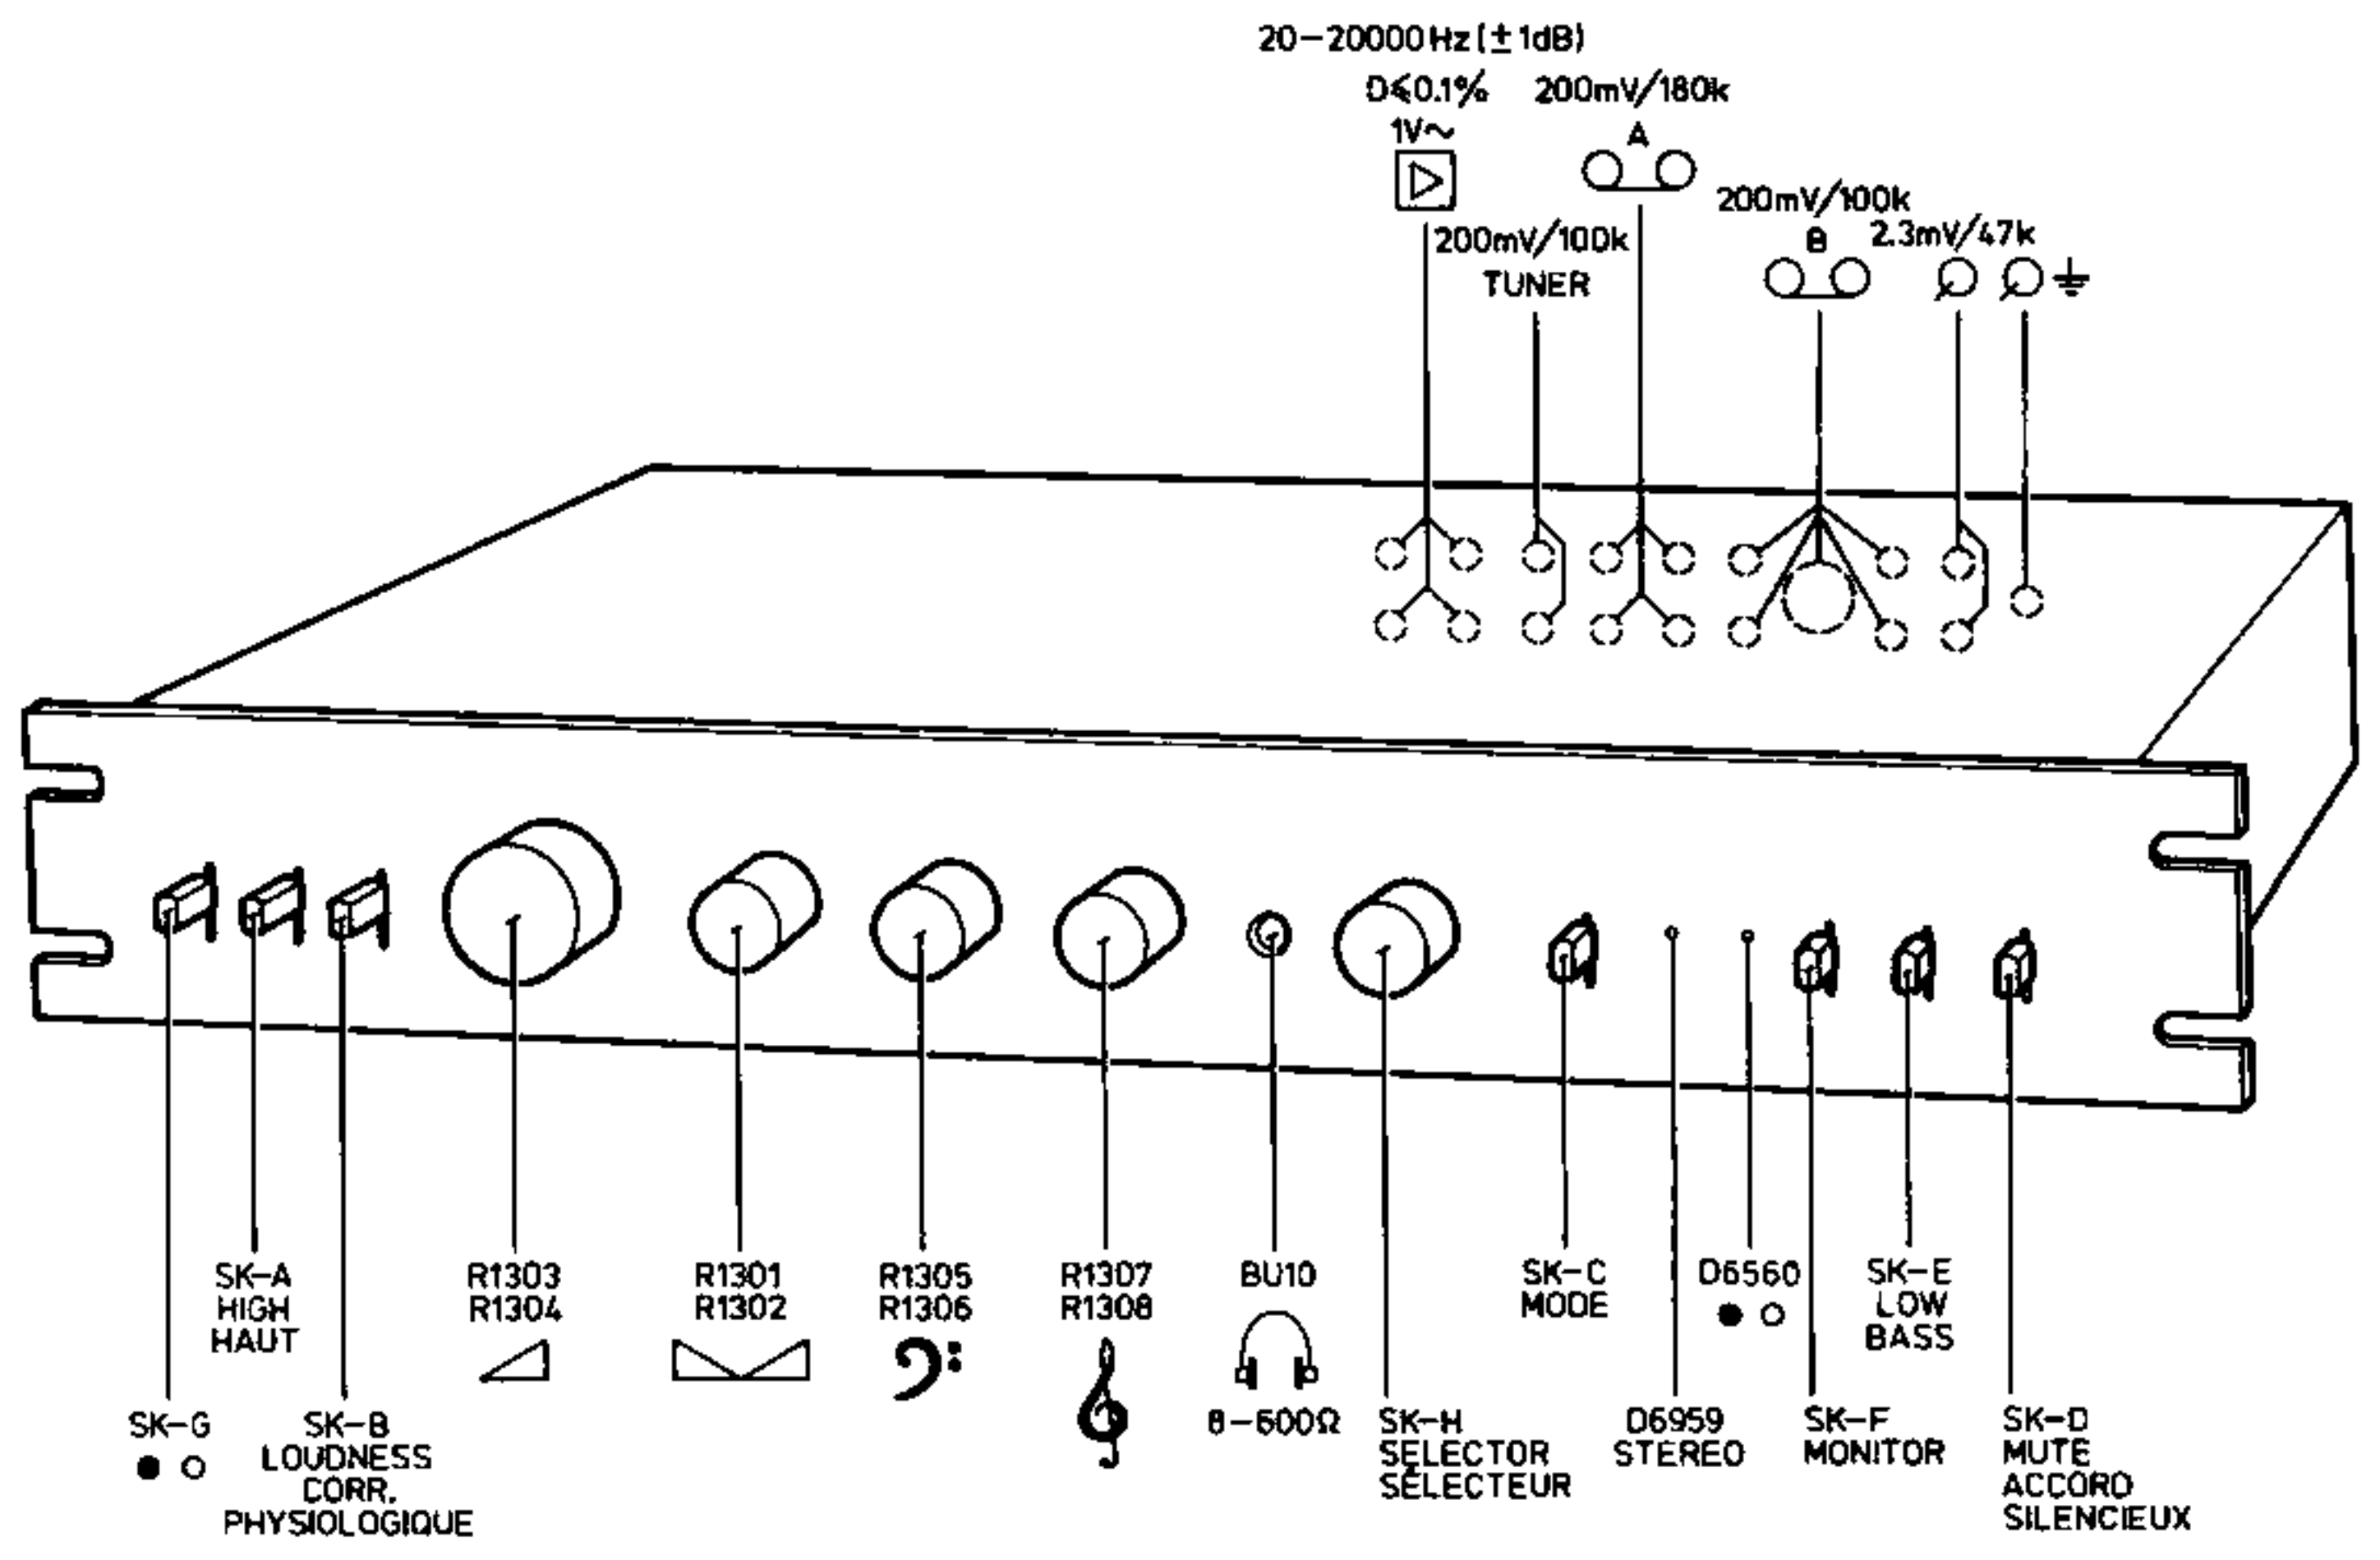 20-20000Hz (±1dB)
D≤0.1%
200mV/180k
1V~
A
200mV/100k
200mV/100k
B
2.3mV/47k
TUNER
SK-A
HIGH
HAUT
R1303
R1304
R1301
R1302
R1305
R1306
R1307
R1308
BU10
SK-C
MODE
D6560
SK-E
LOW
BASS
SK-G
SK-B
LOUDNESS
CORR.
PHYSIOLOGIQUE
8-600Ω
SK-H
SELECTOR
SÉLECTEUR
D6959
STEREO
SK-F
MONITOR
SK-D
MUTE
ACCORD
SILENCIEUX